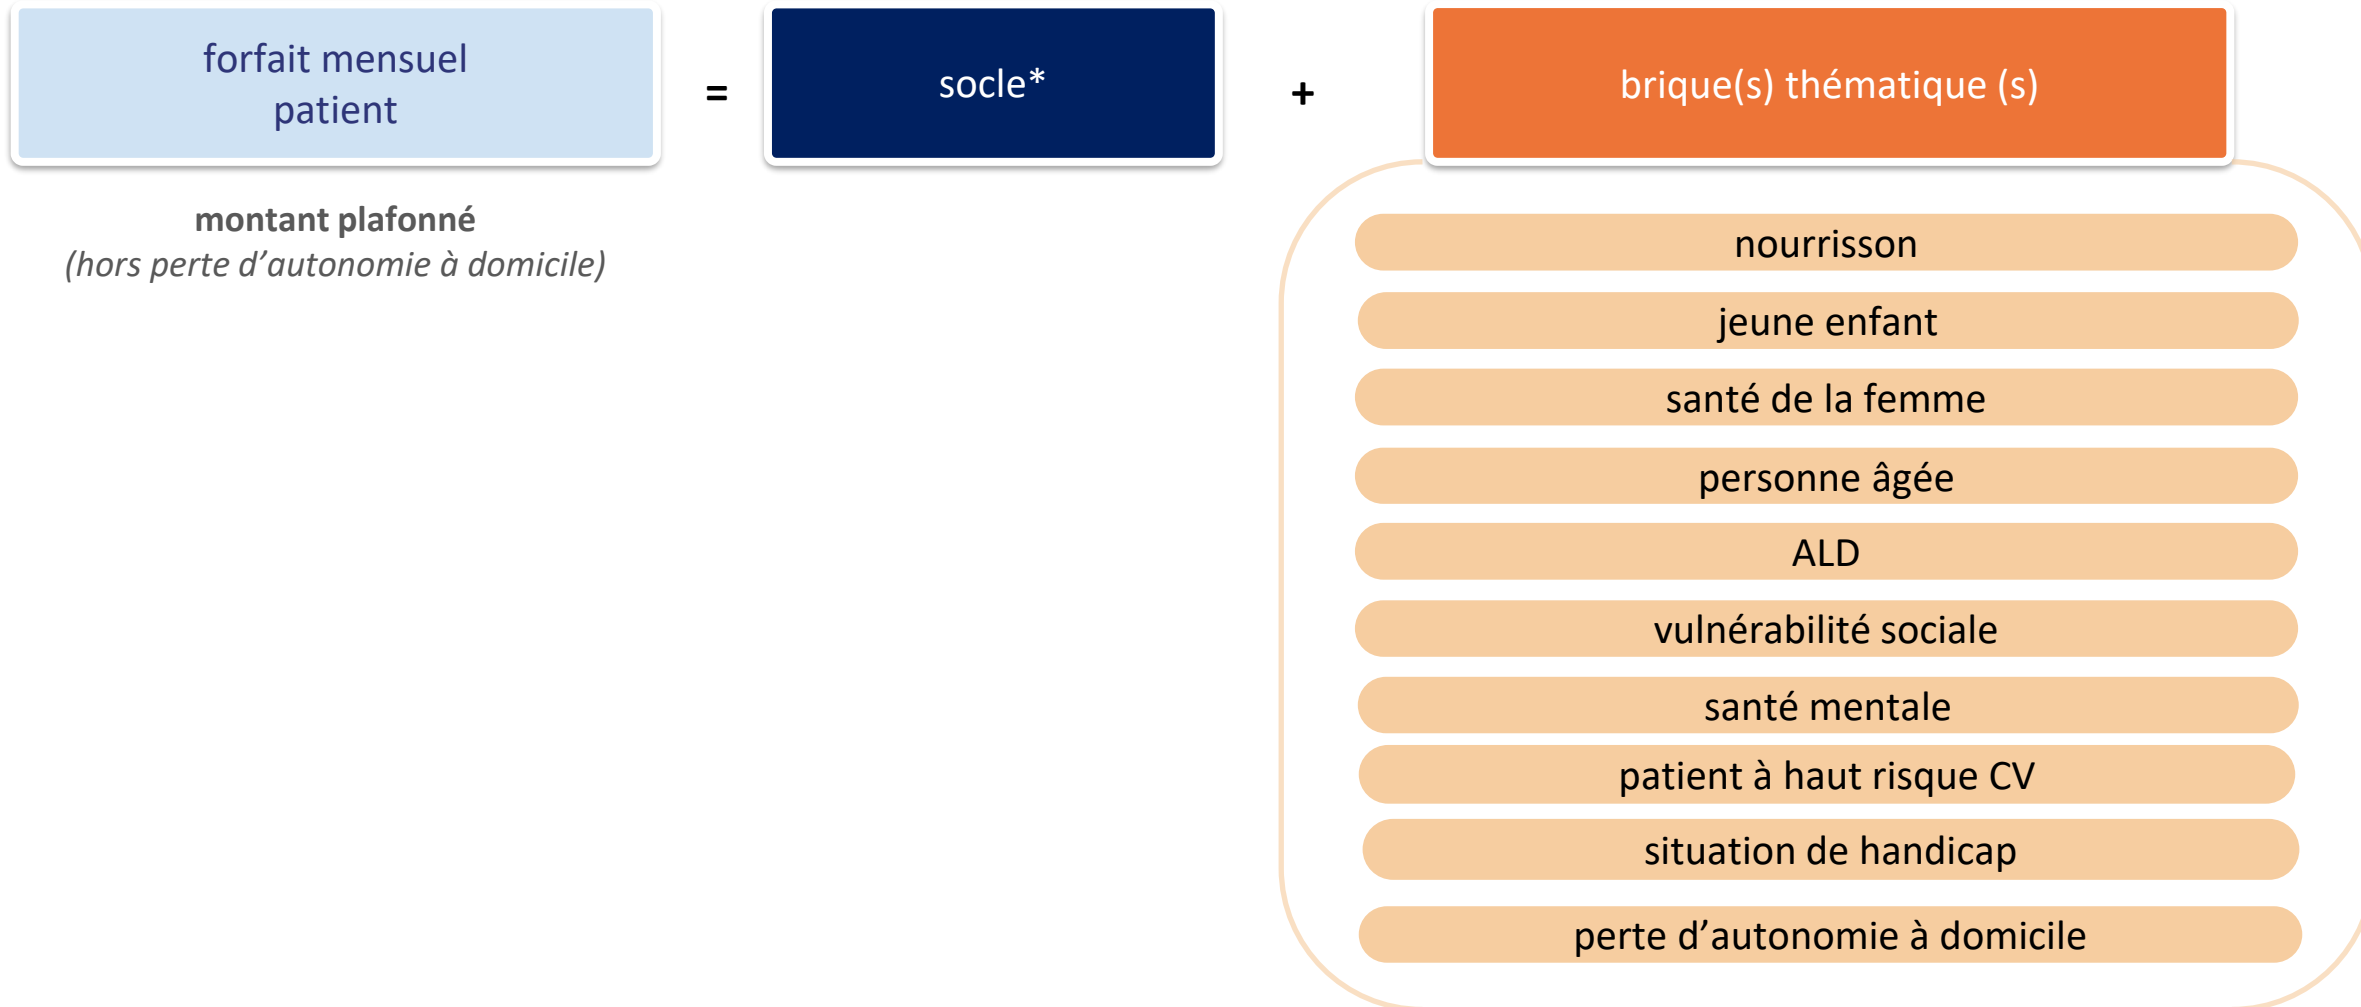 forfait mensuel
patient
=
socle*
+
brique(s) thématique (s)
montant plafonné
(hors perte d’autonomie à domicile)
nourrisson
jeune enfant
santé de la femme
personne âgée
ALD
vulnérabilité sociale
santé mentale
patient à haut risque CV
situation de handicap
perte d’autonomie à domicile